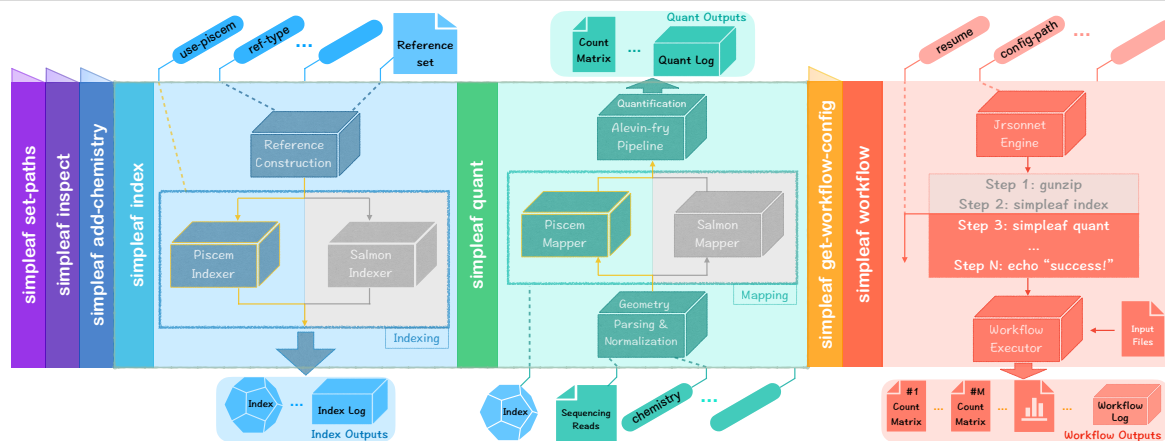 simpleaf set-paths
simpleaf inspect
simpleaf add-chemistry
simpleaf index
use-piscem
ref-type
...
Reference
set
Reference
Construction
Piscem
Indexer
Salmon
Indexer
Indexing
Index
...
Index Log
Index Outputs
simpleaf quant
Quant Outputs
Count
Matrix
...
Quant Log
Quantification
Alevin-fry
Pipeline
Piscem
Mapper
Salmon
Mapper
Mapping
Geometry
Parsing &
Normalization
Index
Sequencing
Reads
chemistry
...
simpleaf get-workflow-config
simpleaf workflow
resume
config-path
...
Jrsonnet
Engine
Step 1: gunzip
Step 2: simpleaf index
Step 3: simpleaf quant
...
Step N: echo “success!”
Workflow
Executor
Input
Files
#1
Count
Matrix
...
#M
Count
Matrix
...
Workflow
Log
Workflow Outputs